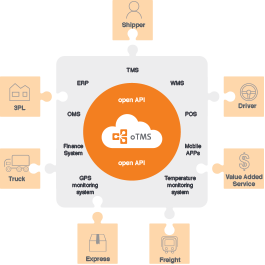 Shipper
TMS
ERP
WMS
3PL
open API
Driver
OMS
POS
oTMS
Finance
System
Mobile
APPs
open API
Truck
GPS
monitoring
system
Temperature
monitoring
system
Value Added
Service
Express
Freight